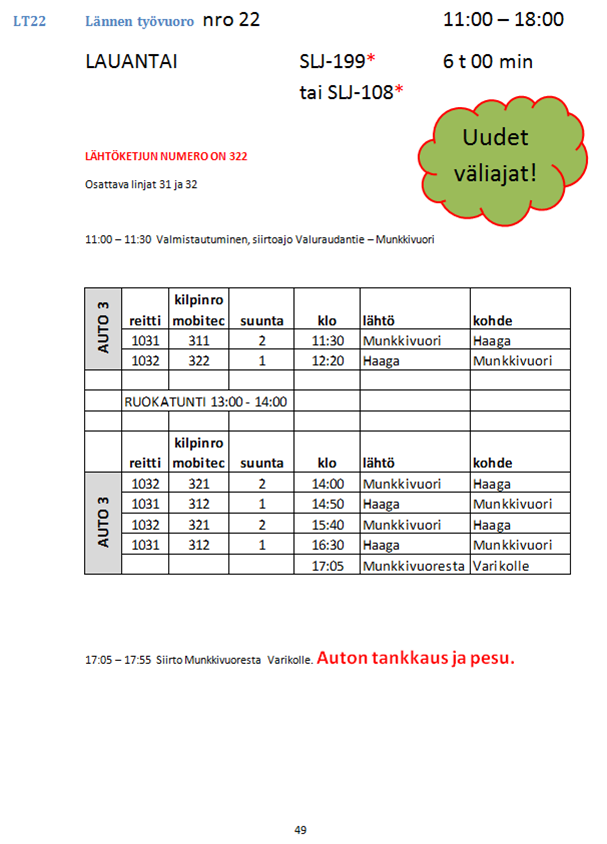 LT22 Lännen työvuoro nro 22 11:00 – 18:00
LAUANTAI SLJ-199* 6 t 00 min
tai SLJ-108*
Uudet
väliajat!
LÄHTÖKETJUN NUMERO ON 322
Osattava linjat 31 ja 32
11:00 – 11:30 Valmistautuminen, siirtoajo Valuraudantie – Munkkivuori
AUTO 3
kilpinro
reitti mobitec suunta klo lähtö kohde
1031 311 2 11:30 Munkkivuori Haaga
1032 322 1 12:20 Haaga Munkkivuori
RUOKATUNTI 13:00 - 14:00
kilpinro
reitti mobitec suunta klo lähtö kohde
AUTO 3
1032 321 2 14:00 Munkkivuori Haaga
1031 312 1 14:50 Haaga Munkkivuori
1032 321 2 15:40 Munkkivuori Haaga
1031 312 1 16:30 Haaga Munkkivuori
17:05 Munkkivuoresta Varikolle
17:05 – 17:55 Siirto Munkkivuoresta Varikolle. Auton tankkaus ja pesu.
49